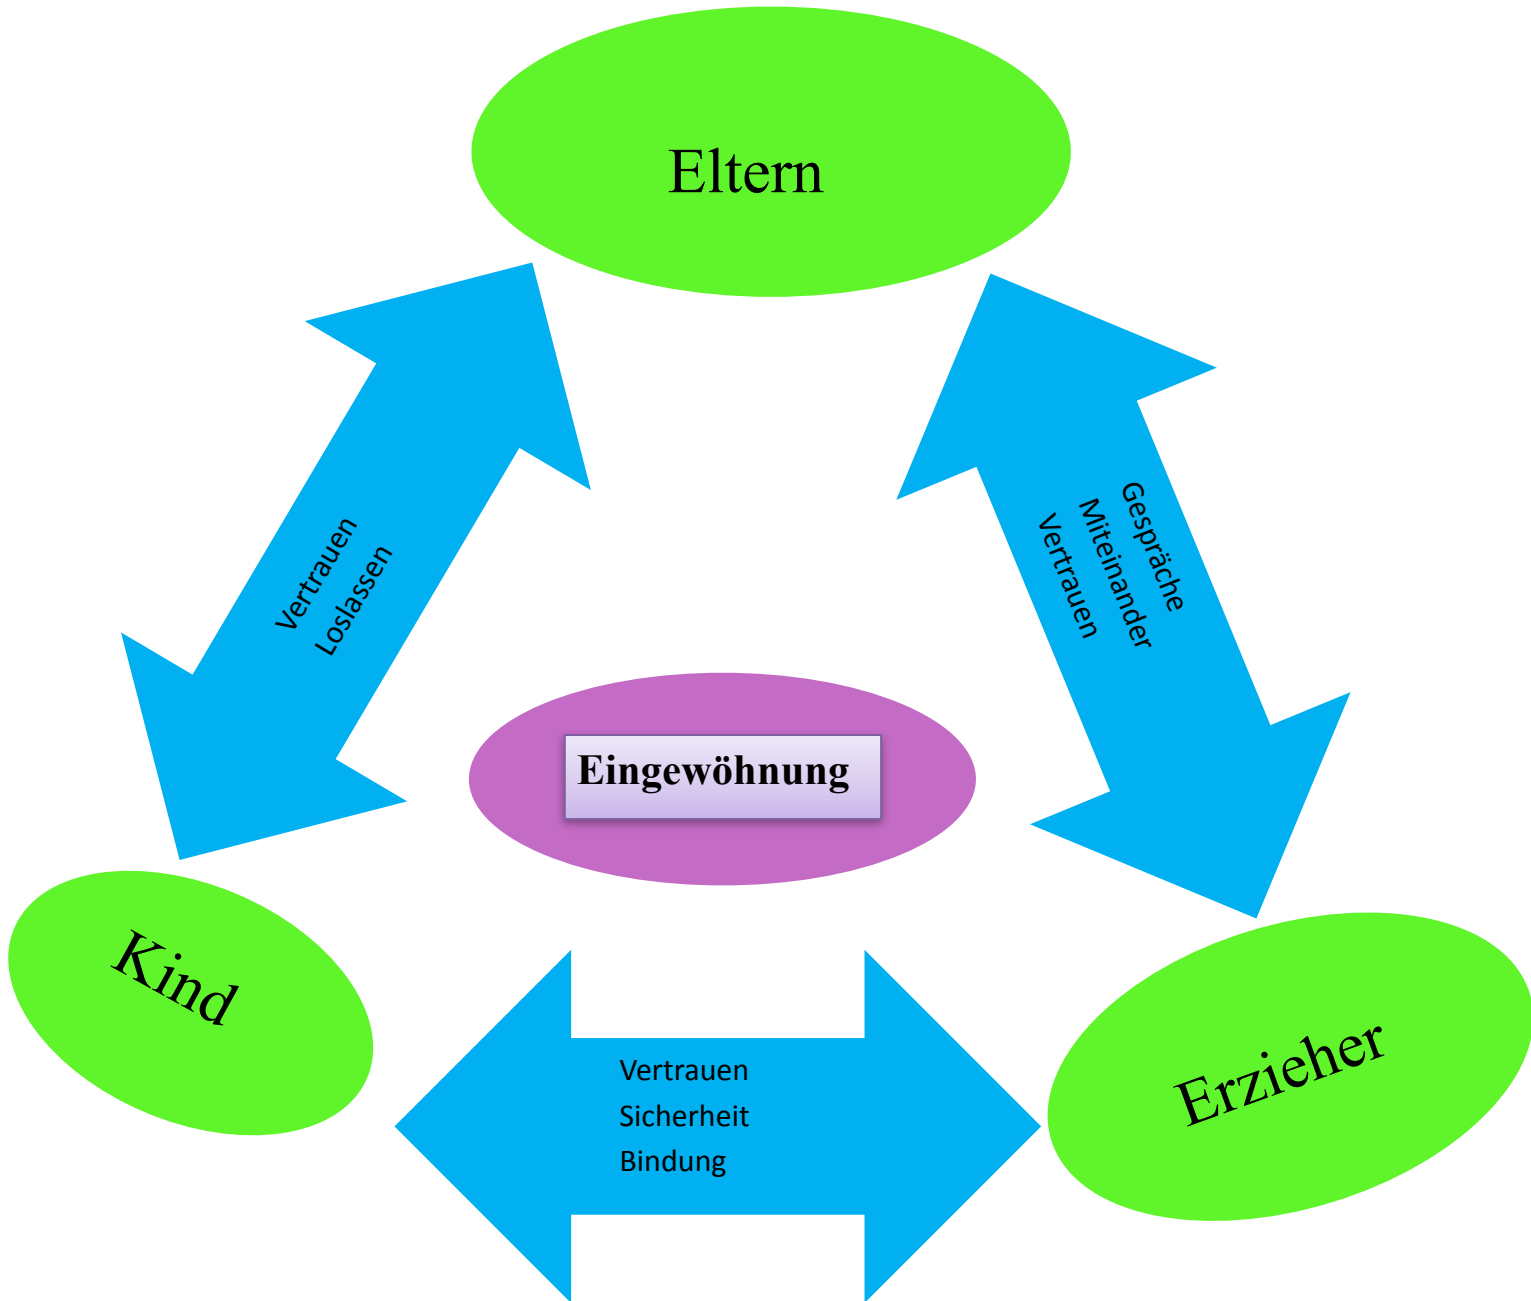 Eltern
Vertrauen
Loslassen
Gespräche
Miteinander
Vertrauen
Eingewöhnung
Kind
Erzieher
Vertrauen
Sicherheit
Bindung